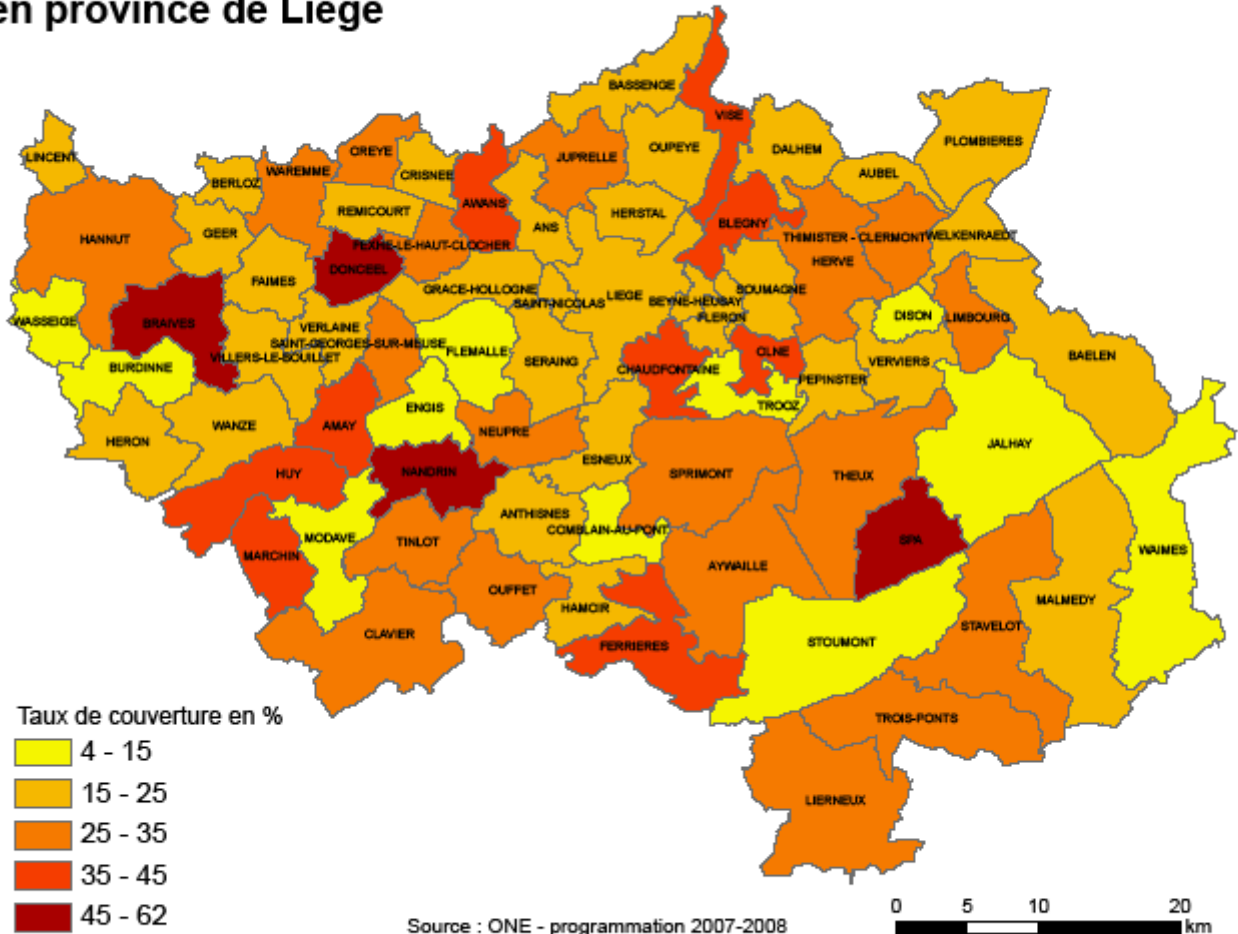 en province de Liège
BASSENGE
VISE
LINCENT
BERLOZ
WAREMME
OREYE
CRISNEE
JUPRELLE
OUPEYE
DALHEM
PLOMBIERES
AUBEL
HANNUT
GEER
REMICOURT
AWANS
ANS
HERSTAL
BLEGNY
THIMISTER - CLERMONT
WELKENRAEDT
FEXHE-LE-HAUT-CLOCHER
DONCEEL
FAIMES
GRACE-HOLLOGNE
SAINT-NICOLAS
LIEGE
BEYNE-HEUSAY
SOUMAGNE
HERVE
FLERON
DISON
LIMBOURG
WASSEIGE
BRAIVES
VERLAINE
SAINT-GEORGES-SUR-MEUSE
VILLERS-LE-BOUILLET
FLEMALLE
SERAING
CHAUDFONTAINE
OLNE
PEPINSTER
VERVIERS
BAELEN
BURDINNE
TROOZ
ENGIS
HERON
WANZE
AMAY
NEUPRE
JALHAY
HUY
NANDRIN
ESNEUX
SPRIMONT
THEUX
ANTHISNES
COMBLAIN-AU-PONT
MODAVE
TINLOT
MARCHIN
SPA
WAIMES
AYWAILLE
OUFFET
HAMOIR
MALMEDY
CLAVIER
FERRIERES
STOUMONT
STAVELOT
TROIS-PONTS
LIERNEUX
Taux de couverture en %
4 - 15
15 - 25
25 - 35
35 - 45
45 - 62
Source : ONE - programmation 2007-2008
0 5 10 20
km